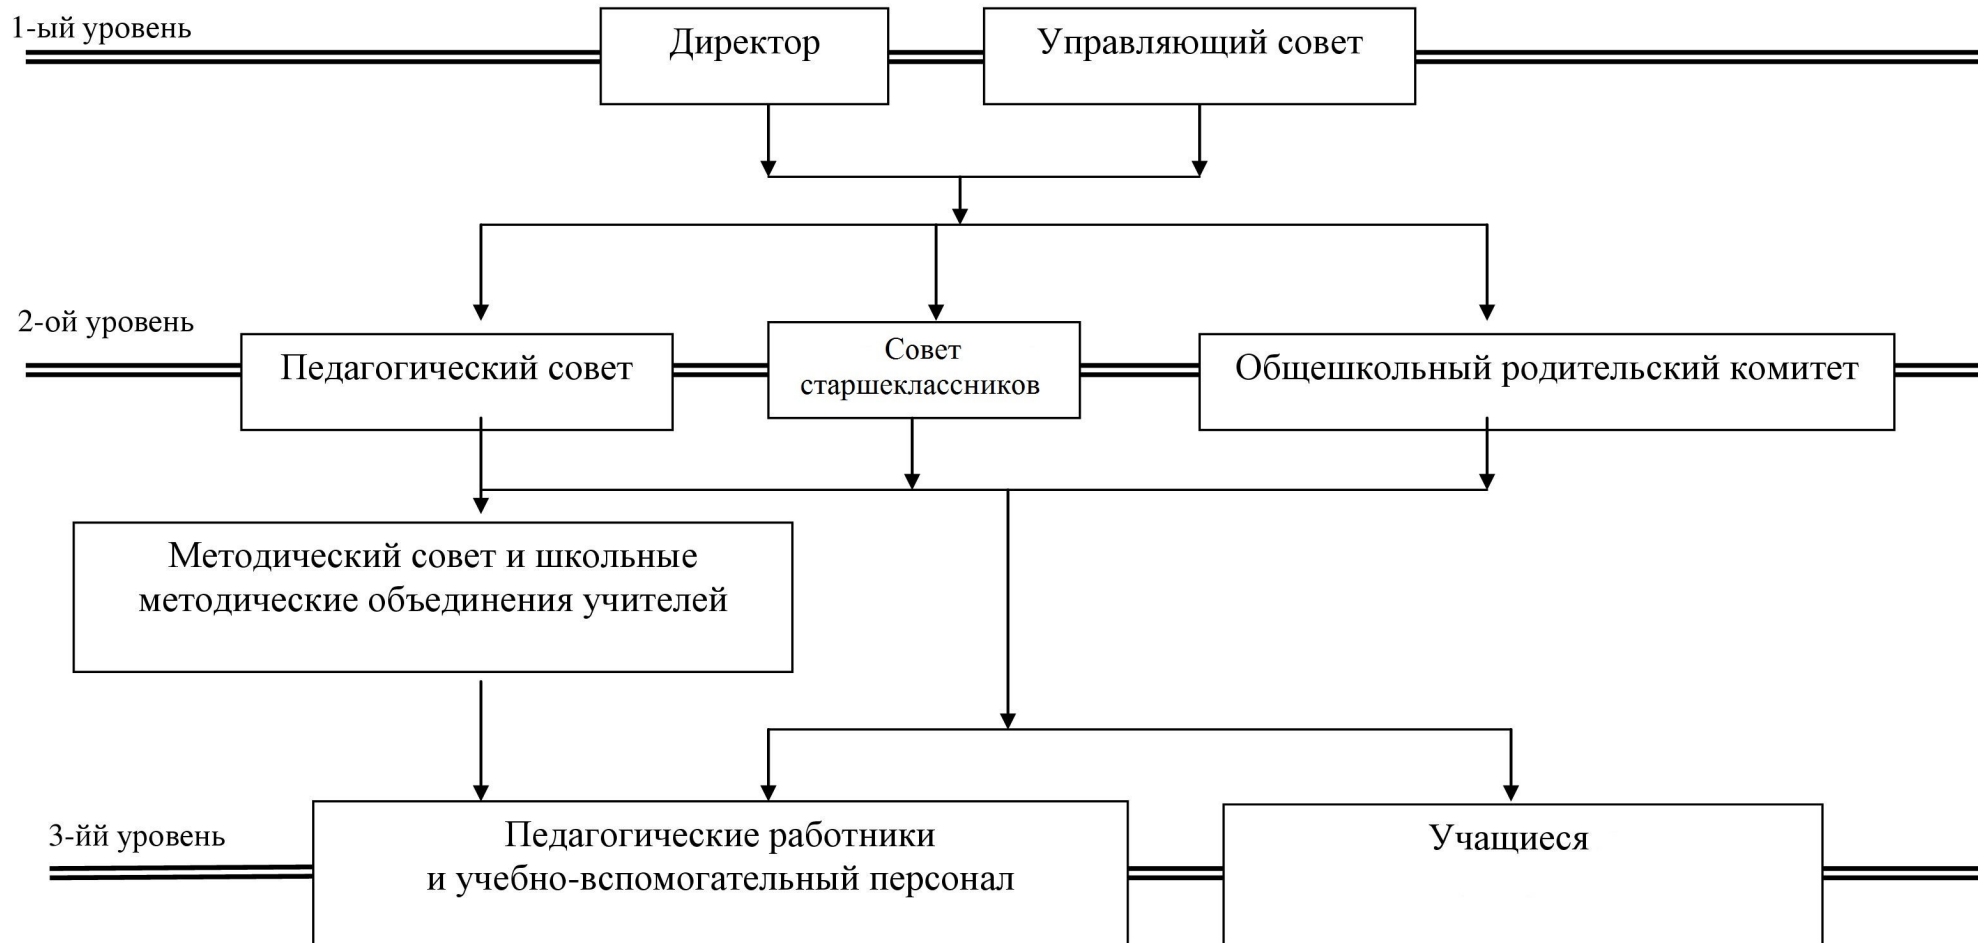 1-ый уровень
Директор
Управляющий совет
2-ой уровень
Педагогический совет
Совет
старшеклассников
Общешкольный родительский комитет
Методический совет и школьные
методические объединения учителей
3-йй уровень
Педагогические работники
и учебно-вспомогательный персонал
Учащиеся